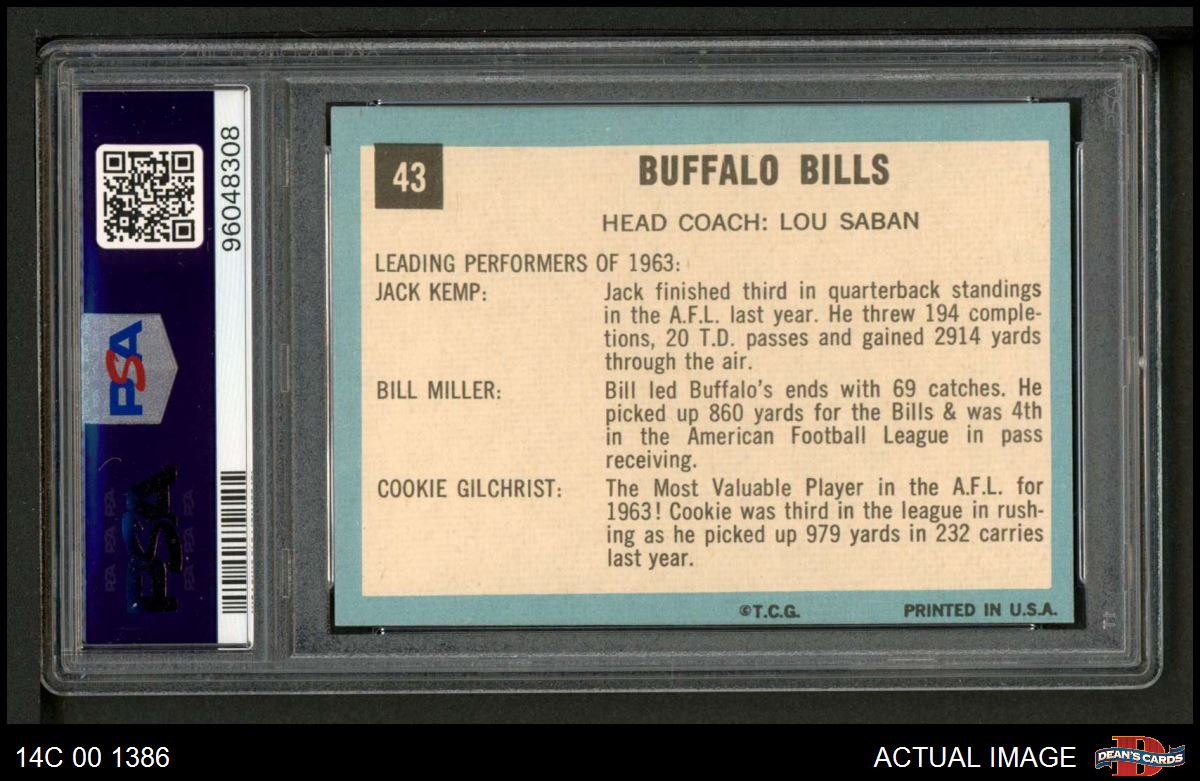 96048308
PSA
43
BUFFALO BILLS
HEAD COACH: LOU SABAN
LEADING PERFORMERS OF 1963:
JACK KEMP:
Jack finished third in quarterback standings
in the A.F.L. last year. He threw 194 comple-
tions, 20 T.D. passes and gained 2914 yards
through the air.
BILL MILLER:
Bill led Buffalo's ends with 69 catches. He
picked up 860 yards for the Bills & was 4th
in the American Football League in pass
receiving.
COOKIE GILCHRIST:
The Most Valuable Player in the A.F.L. for
1963! Cookie was third in the league in rush-
ing as he picked up 979 yards in 232 carries
last year.
©T.C.G.
PRINTED IN U.S.A.
PSA
14C 00 1386
ACTUAL IMAGE
DEAN'S CARDS